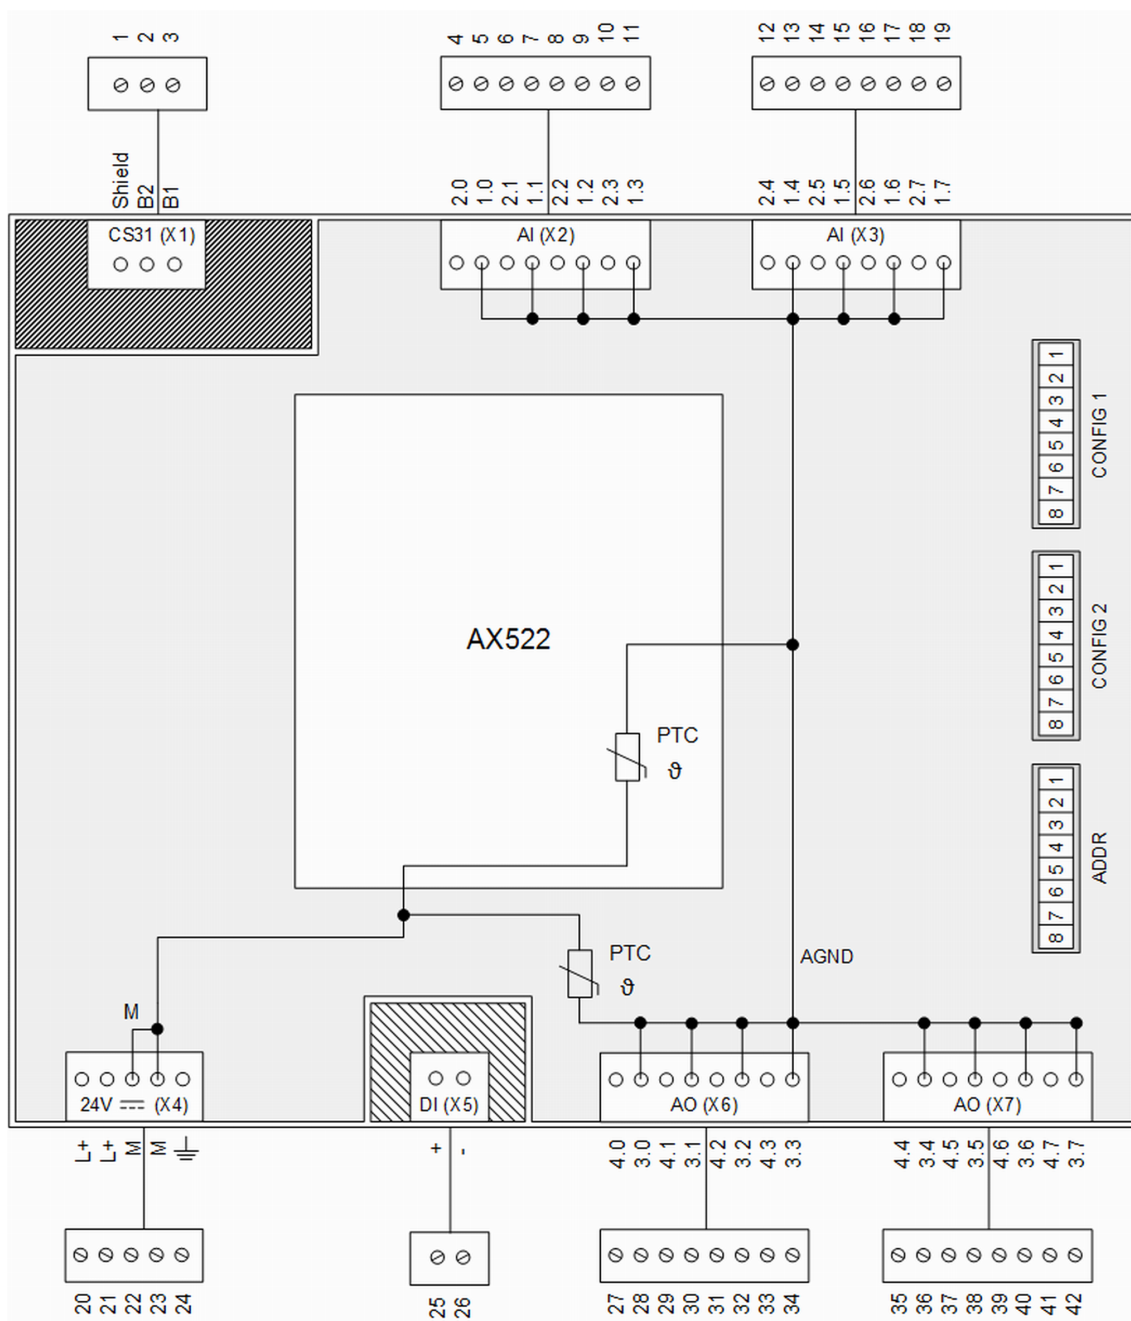 1 2 3
4 5 6 7 8 9 10 11
12 13 14 15 16 17 18 19
Shield B2 B1
2.0 1.0 2.1 1.1 2.2 1.2 2.3 1.3
2.4 1.4 2.5 1.5 2.6 1.6 2.7 1.7
CS31 (X1)
AI (X2)
AI (X3)
1 2 3 4 5 6 7 8
CONFIG 1
1 2 3 4 5 6 7 8
CONFIG 2
AX522
PTC
ϑ
1 2 3 4 5 6 7 8
ADDR
PTC
ϑ
AGND
M
24V (X4)
DI (X5)
AO (X6)
AO (X7)
L+ L+ M M
+ -
4.0 3.0 4.1 3.1 4.2 3.2 4.3 3.3
4.4 3.4 4.5 3.5 4.6 3.6 4.7 3.7
20 21 22 23 24
25 26
27 28 29 30 31 32 33 34
35 36 37 38 39 40 41 42